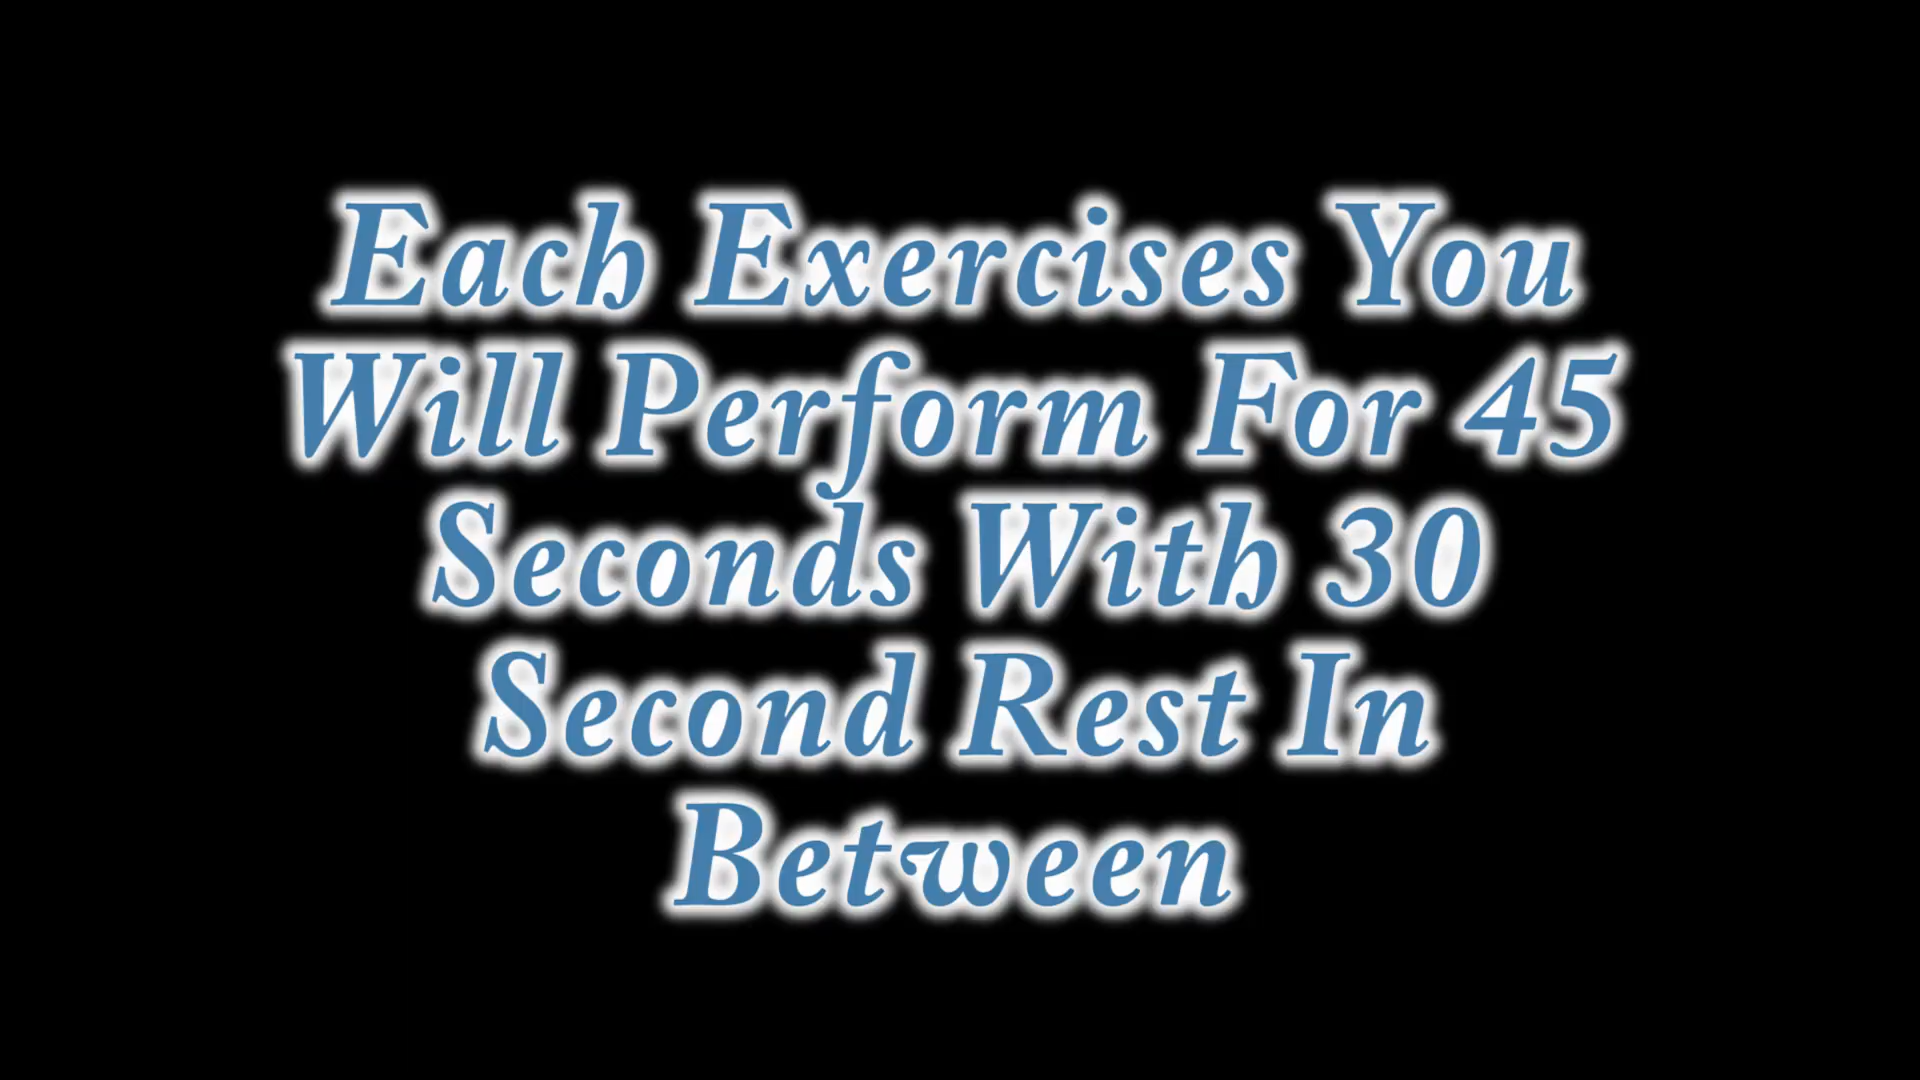 Each Exercises You
Will Perform For 45
Seconds With 30
Second Rest In
Between